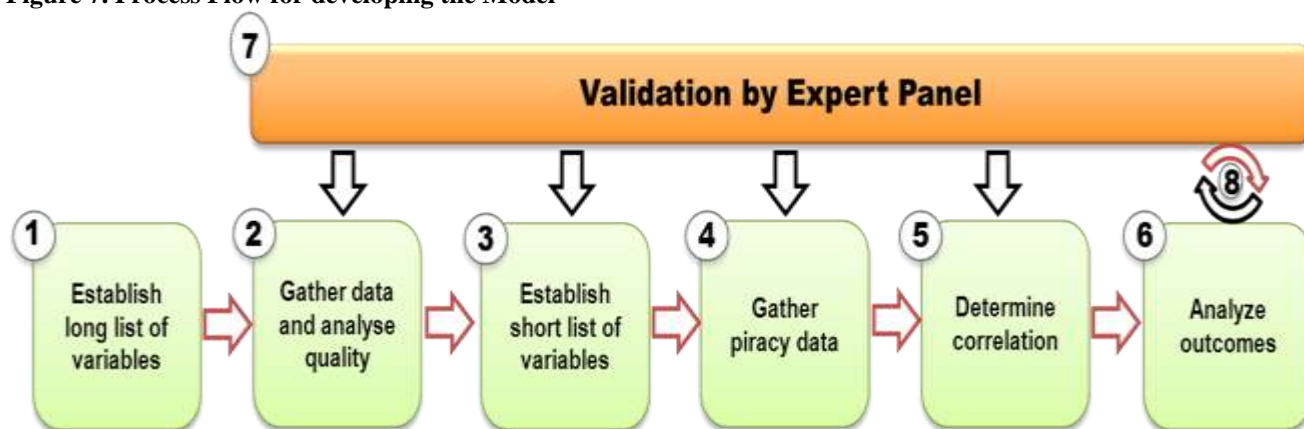 Figure 7. Process Flow for developing the Model
7
Validation by Expert Panel
8
1
Establish
long list of
variables
2
Gather data
and analyse
quality
3
Establish
short list of
variables
4
Gather
piracy data
5
Determine
correlation
6
Analyze
outcomes